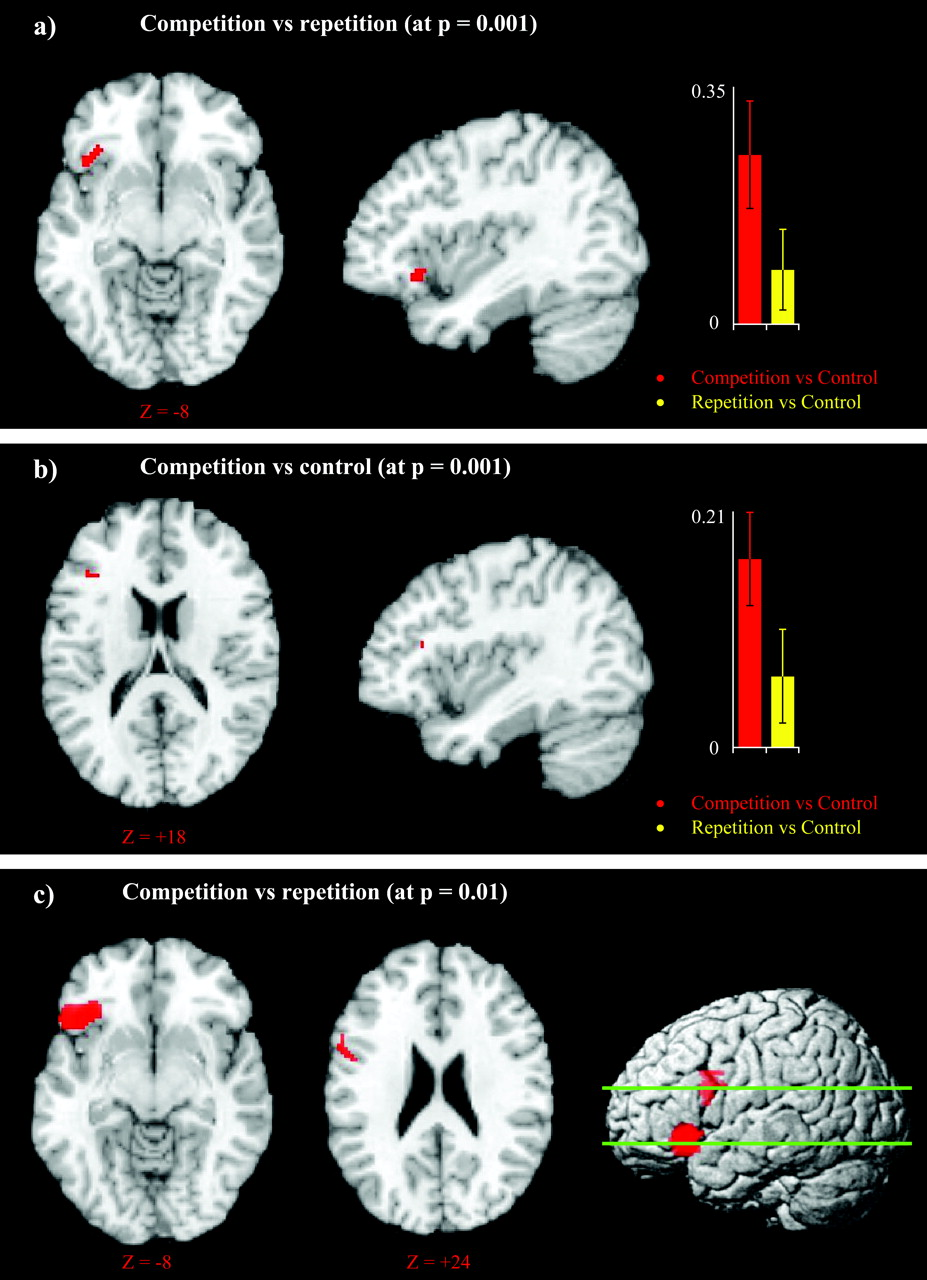 a) Competition vs repetition (at p = 0.001)
0.35
0
Competition vs Control
Repetition vs Control
Z = -8
b) Competition vs control (at p = 0.001)
0.21
0
Competition vs Control
Repetition vs Control
Z = +18
c) Competition vs repetition (at p = 0.01)
Z = -8
Z = +24